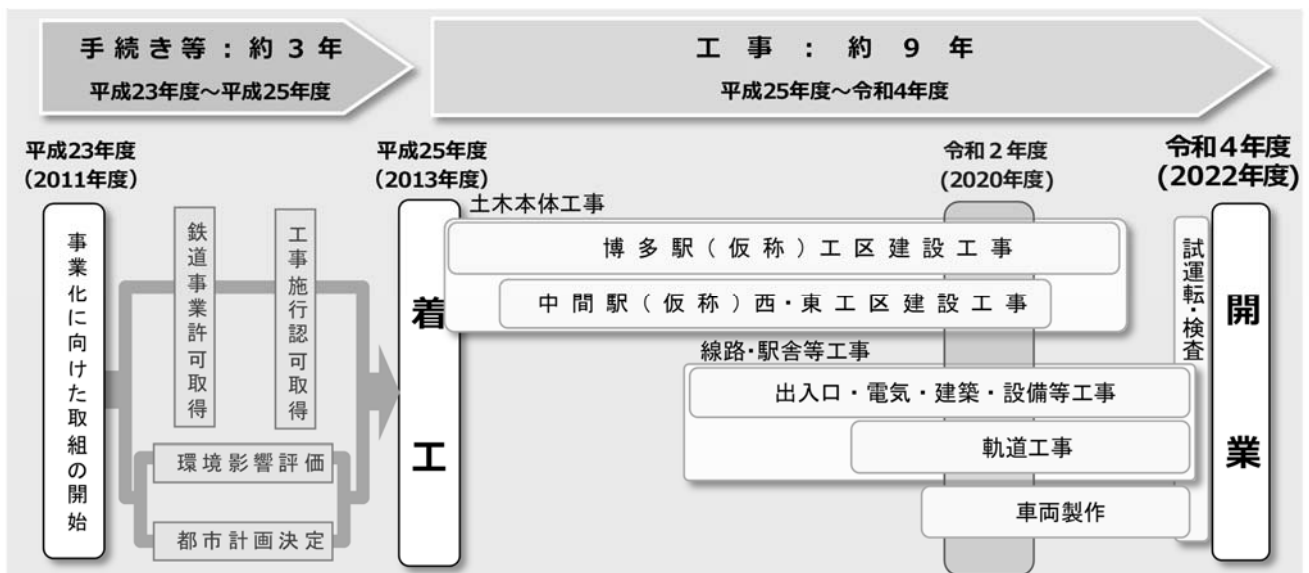 手続き等：約３年
平成23年度～平成25年度
工事：約９年
平成25年度～令和4年度
平成23年度
（2011年度）
平成25年度
（2013年度）
令和２年度
(2020年度)
令和４年度
(2022年度)
事業化に向けた取組の開始
鉄道事業許可取得
工事施行認可取得
環境影響評価
都市計画決定
着工
土木本体工事
博多駅（仮称）工区建設工事
中間駅（仮称）西・東工区建設工事
線路・駅舎等工事
出入口・電気・建築・設備等工事
軌道工事
車両製作
試運転・検査
開業